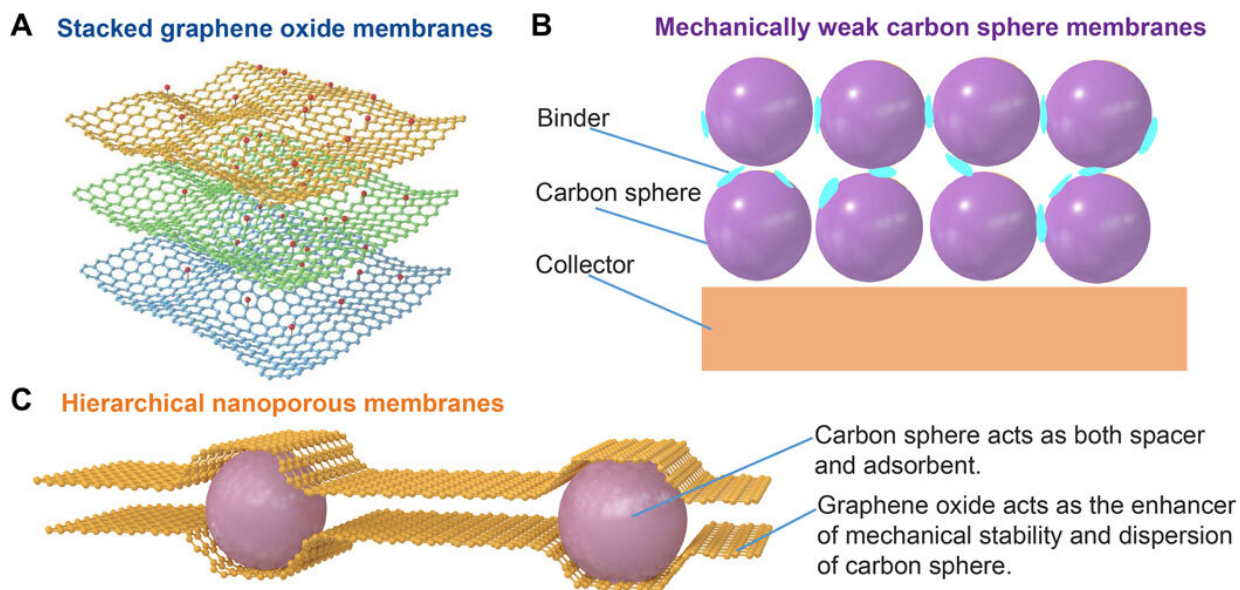 A Stacked graphene oxide membranes
B Mechanically weak carbon sphere membranes
Binder
Carbon sphere
Collector
C Hierarchical nanoporous membranes
Carbon sphere acts as both spacer
and adsorbent.
Graphene oxide acts as the enhancer
of mechanical stability and dispersion
of carbon sphere.